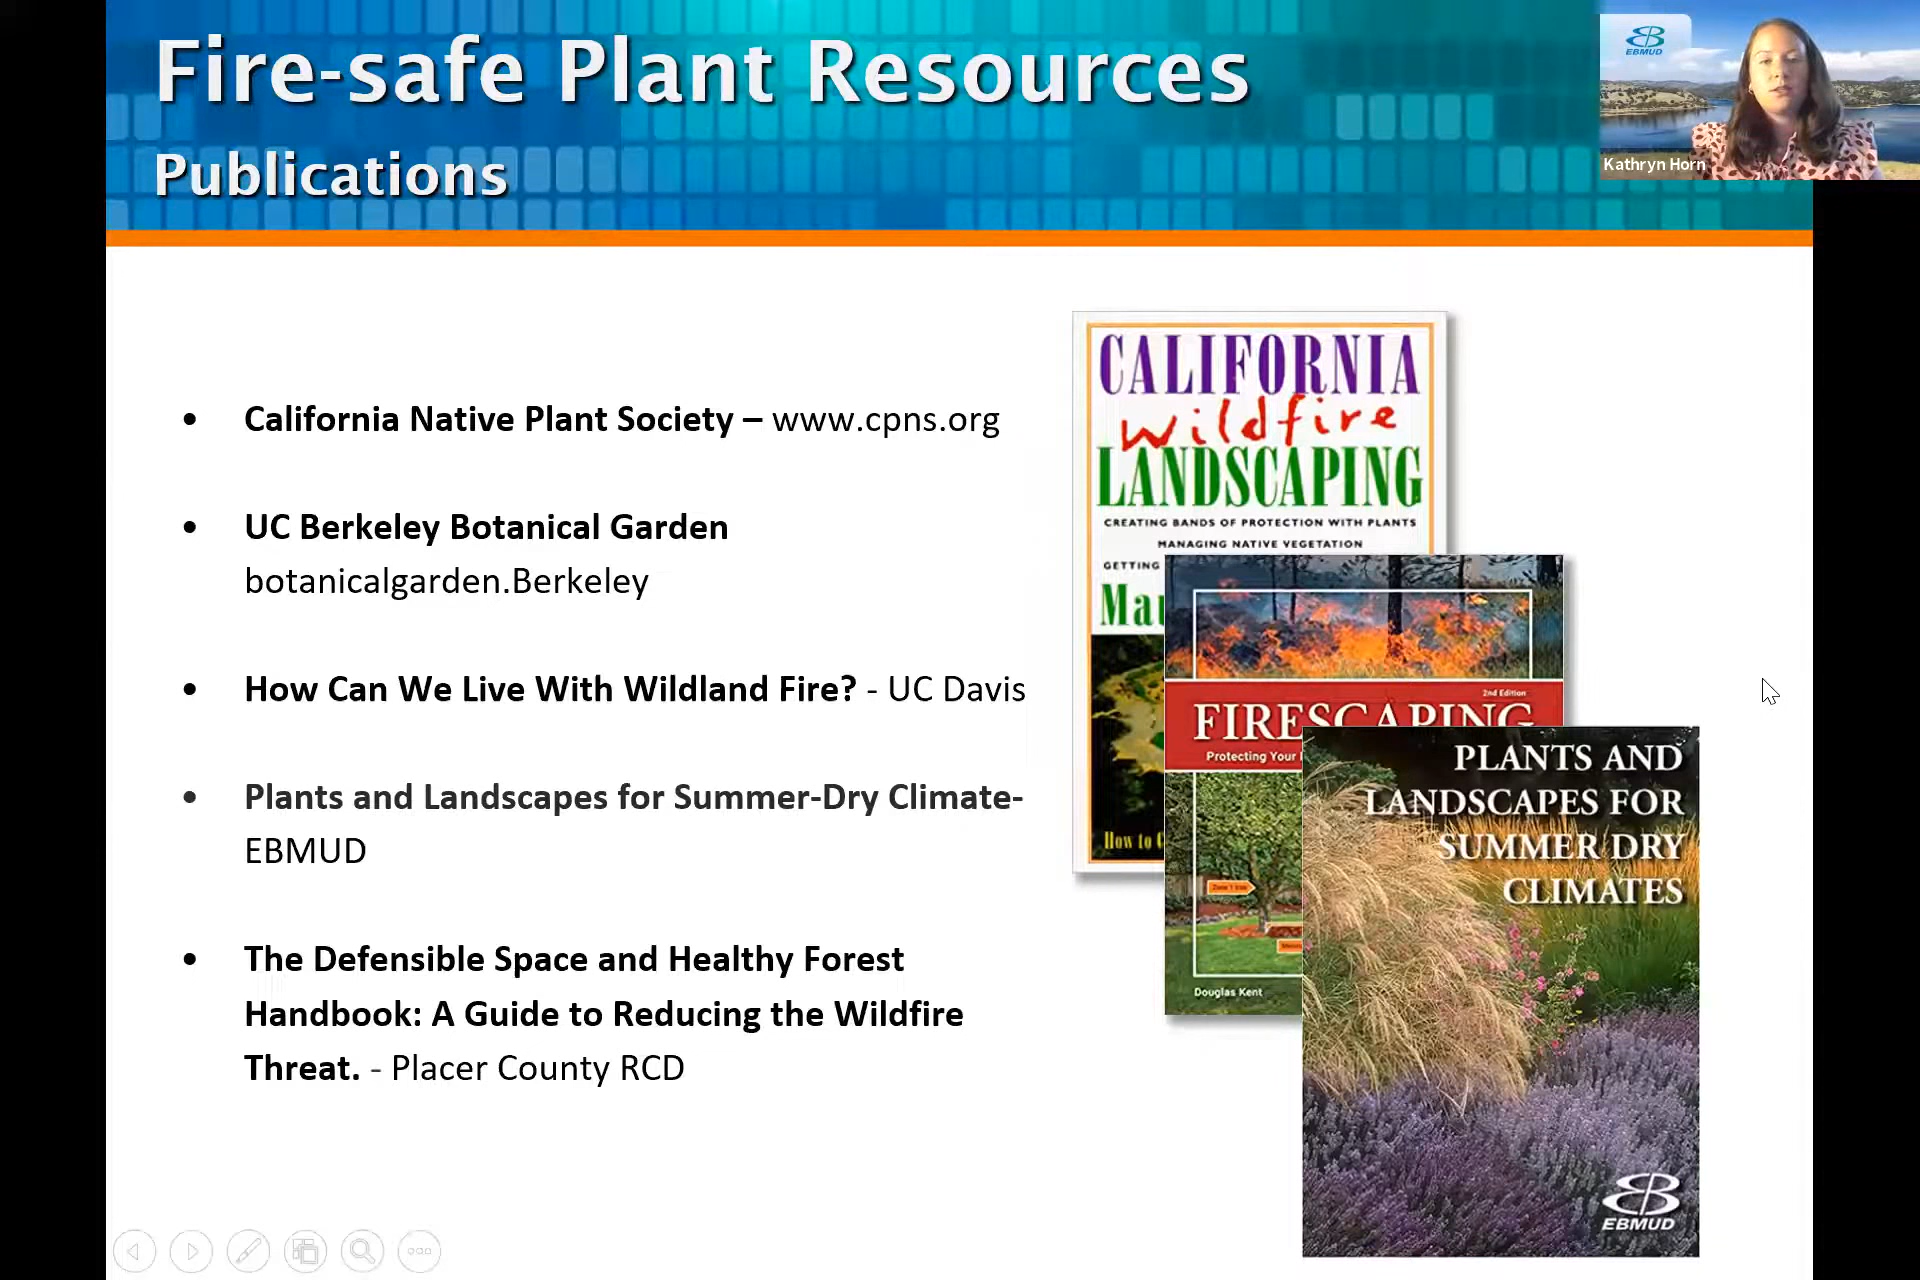 Fire-safe Plant Resources
Publications
EBMUD
Kathryn Horn
• California Native Plant Society – www.cpns.org
• UC Berkeley Botanical Garden
botanicalgarden.Berkeley
• How Can We Live With Wildland Fire? - UC Davis
• Plants and Landscapes for Summer-Dry Climate-
EBMUD
• The Defensible Space and Healthy Forest
Handbook: A Guide to Reducing the Wildfire
Threat. - Placer County RCD
CALIFORNIA
Wildfire
LANDSCAPING
CREATING BANDS OF PROTECTION WITH PLANTS
MANAGING NATIVE VEGETATION
GETTING
Mau
How to C
2nd Edition
FIRESCAPING
Protecting Your
Douglas Kent
PLANTS AND
LANDSCAPES FOR
SUMMER DRY
CLIMATES
EBMUD